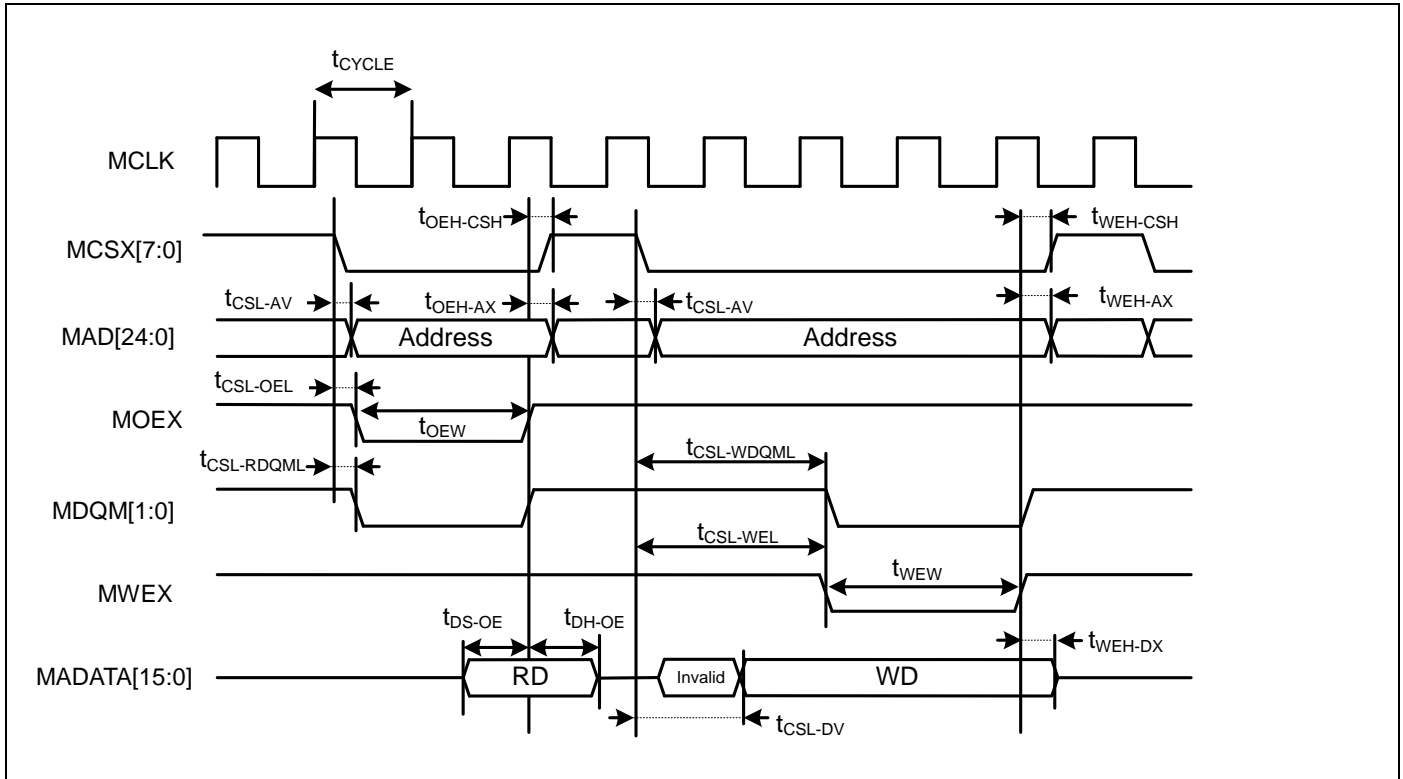 tCYCLE
MCLK
tOEH-CSH
tWEH-CSH
MCSX[7:0]
tCSL-AV
tOEH-AX
tCSL-AV
tWEH-AX
MAD[24:0]
Address
Address
tCSL-OEL
MOEX
tOEW
tCSL-WDQML
tCSL-RDQML
MDQM[1:0]
tCSL-WEL
tWEW
MWEX
tDS-OE
tDH-OE
tWEH-DX
MADATA[15:0]
RD
Invalid
WD
tCSL-DV